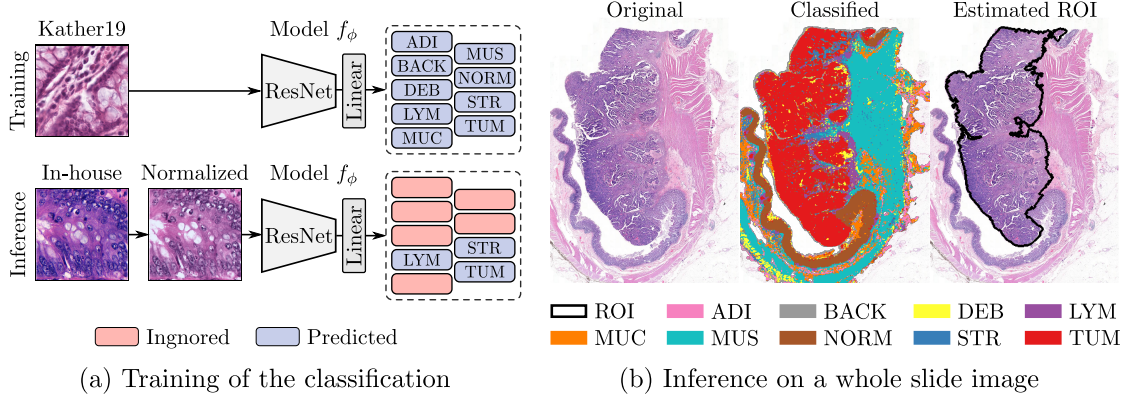 Kather19
Model fϕ
Training
ResNet
Linear
ADI
BACK
DEB
LYM
MUC
MUS
NORM
STR
TUM
In-house
Normalized
Model fϕ
Inference
ResNet
Linear
LYM
STR
TUM
Ingnored
Predicted
(a) Training of the classification
Original
Classified
Estimated ROI
ROI
ADI
BACK
DEB
LYM
MUC
MUS
NORM
STR
TUM
(b) Inference on a whole slide image